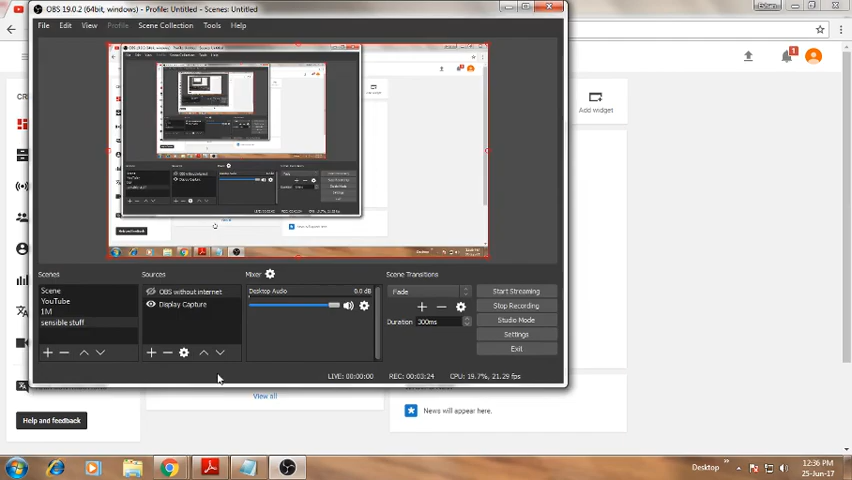 OBS 19.0.2 (64bit, windows) - Profile: Untitled - Scenes: Untitled
File Edit View Profile Scene Collection Tools Help
Add widget
Scenes Sources Mixer Scene Transitions
Scene
YouTube
1M
sensible stuff
OBS without internet
Display Capture
Desktop Audio 0.0 dB
Fade
Duration 300ms
Start Streaming
Stop Recording
Studio Mode
Settings
Exit
LIVE: 00:00:00 REC: 00:03:24 CPU: 19.7%, 21.29 fps
View all
News will appear here.
Help and feedback
Desktop
12:36 PM
25-Jun-17